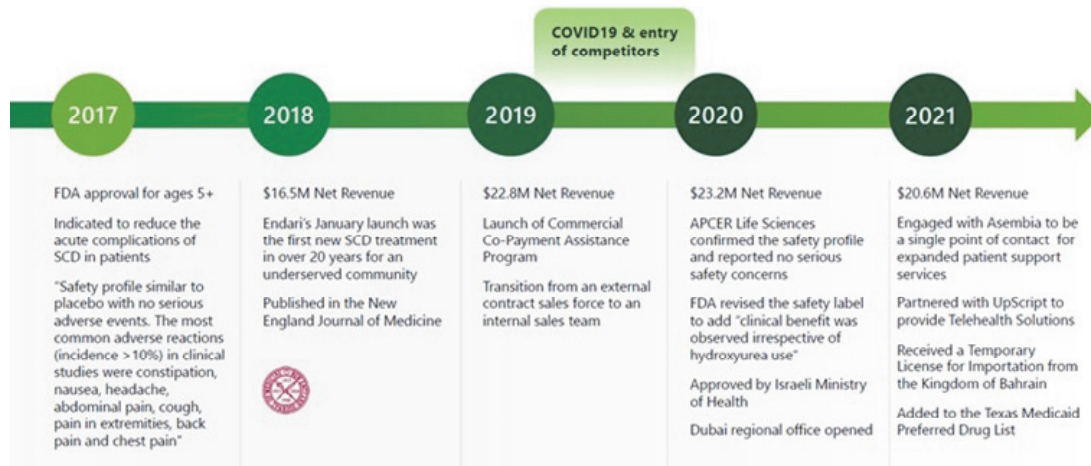 COVID19 & entry
of competitors
2017
2018
2019
2020
2021
FDA approval for ages 5+
Indicated to reduce the
acute complications of
SCD in patients
"Safety profile similar to
placebo with no serious
adverse events. The most
common adverse reactions
(incidence >10%) in clinical
studies were constipation,
nausea, headache,
abdominal pain, cough,
pain in extremities, back
pain and chest pain"
$16.5M Net Revenue
Endari's January launch was
the first new SCD treatment
in over 20 years for an
underserved community
Published in the New
England Journal of Medicine
$22.8M Net Revenue
Launch of Commercial
Co-Payment Assistance
Program
Transition from an external
contract sales force to an
internal sales team
$23.2M Net Revenue
APCER Life Sciences
confirmed the safety profile
and reported no serious
safety concerns
FDA revised the safety label
to add "clinical benefit was
observed irrespective of
hydroxyurea use"
Approved by Israeli Ministry
of Health
Dubai regional office opened
$20.6M Net Revenue
Engaged with Asembia to be
a single point of contact for
expanded patient support
services
Partnered with UpScript to
provide Telehealth Solutions
Received a Temporary
License for Importation from
the Kingdom of Bahrain
Added to the Texas Medicaid
Preferred Drug List